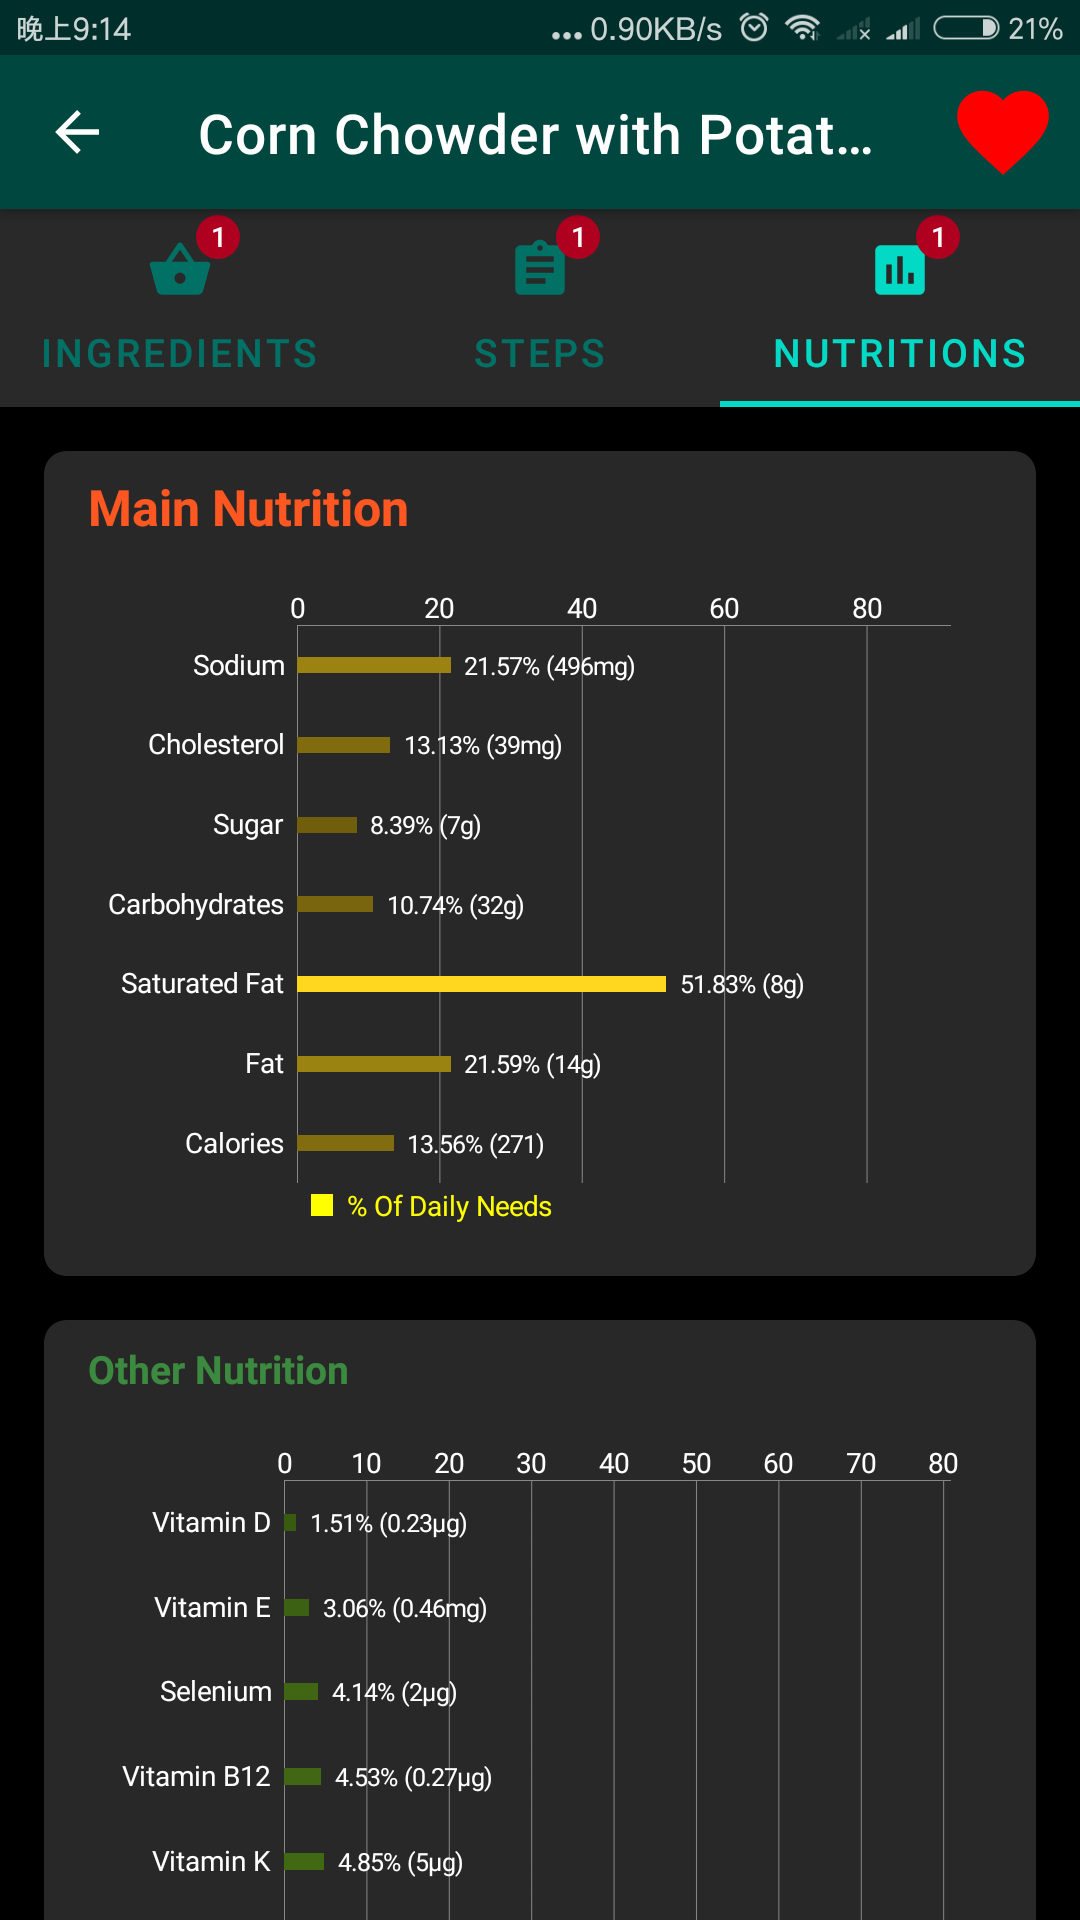 晚上9:14 ... 0.90KB/s 21%
Corn Chowder with Potat...
1 1 1
INGREDIENTS STEPS NUTRITIONS
Main Nutrition
0 20 40 60 80
Sodium 21.57% (496mg)
Cholesterol 13.13% (39mg)
Sugar 8.39% (7g)
Carbohydrates 10.74% (32g)
Saturated Fat 51.83% (8g)
Fat 21.59% (14g)
Calories 13.56% (271)
% Of Daily Needs
Other Nutrition
0 10 20 30 40 50 60 70 80
Vitamin D 1.51% (0.23µg)
Vitamin E 3.06% (0.46mg)
Selenium 4.14% (2µg)
Vitamin B12 4.53% (0.27µg)
Vitamin K 4.85% (5µg)